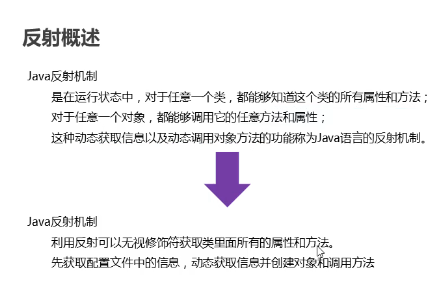 反射概述
Java反射机制
是在运行状态中，对于任意一个类，都能够知道这个类的所有属性和方法；
对于任意一个对象，都能够调用它的任意方法和属性；
这种动态获取信息以及动态调用对象方法的功能称为Java语言的反射机制。
Java反射机制
利用反射可以无视修饰符获取类里面所有的属性和方法。
先获取配置文件中的信息，动态获取信息并创建对象和调用方法